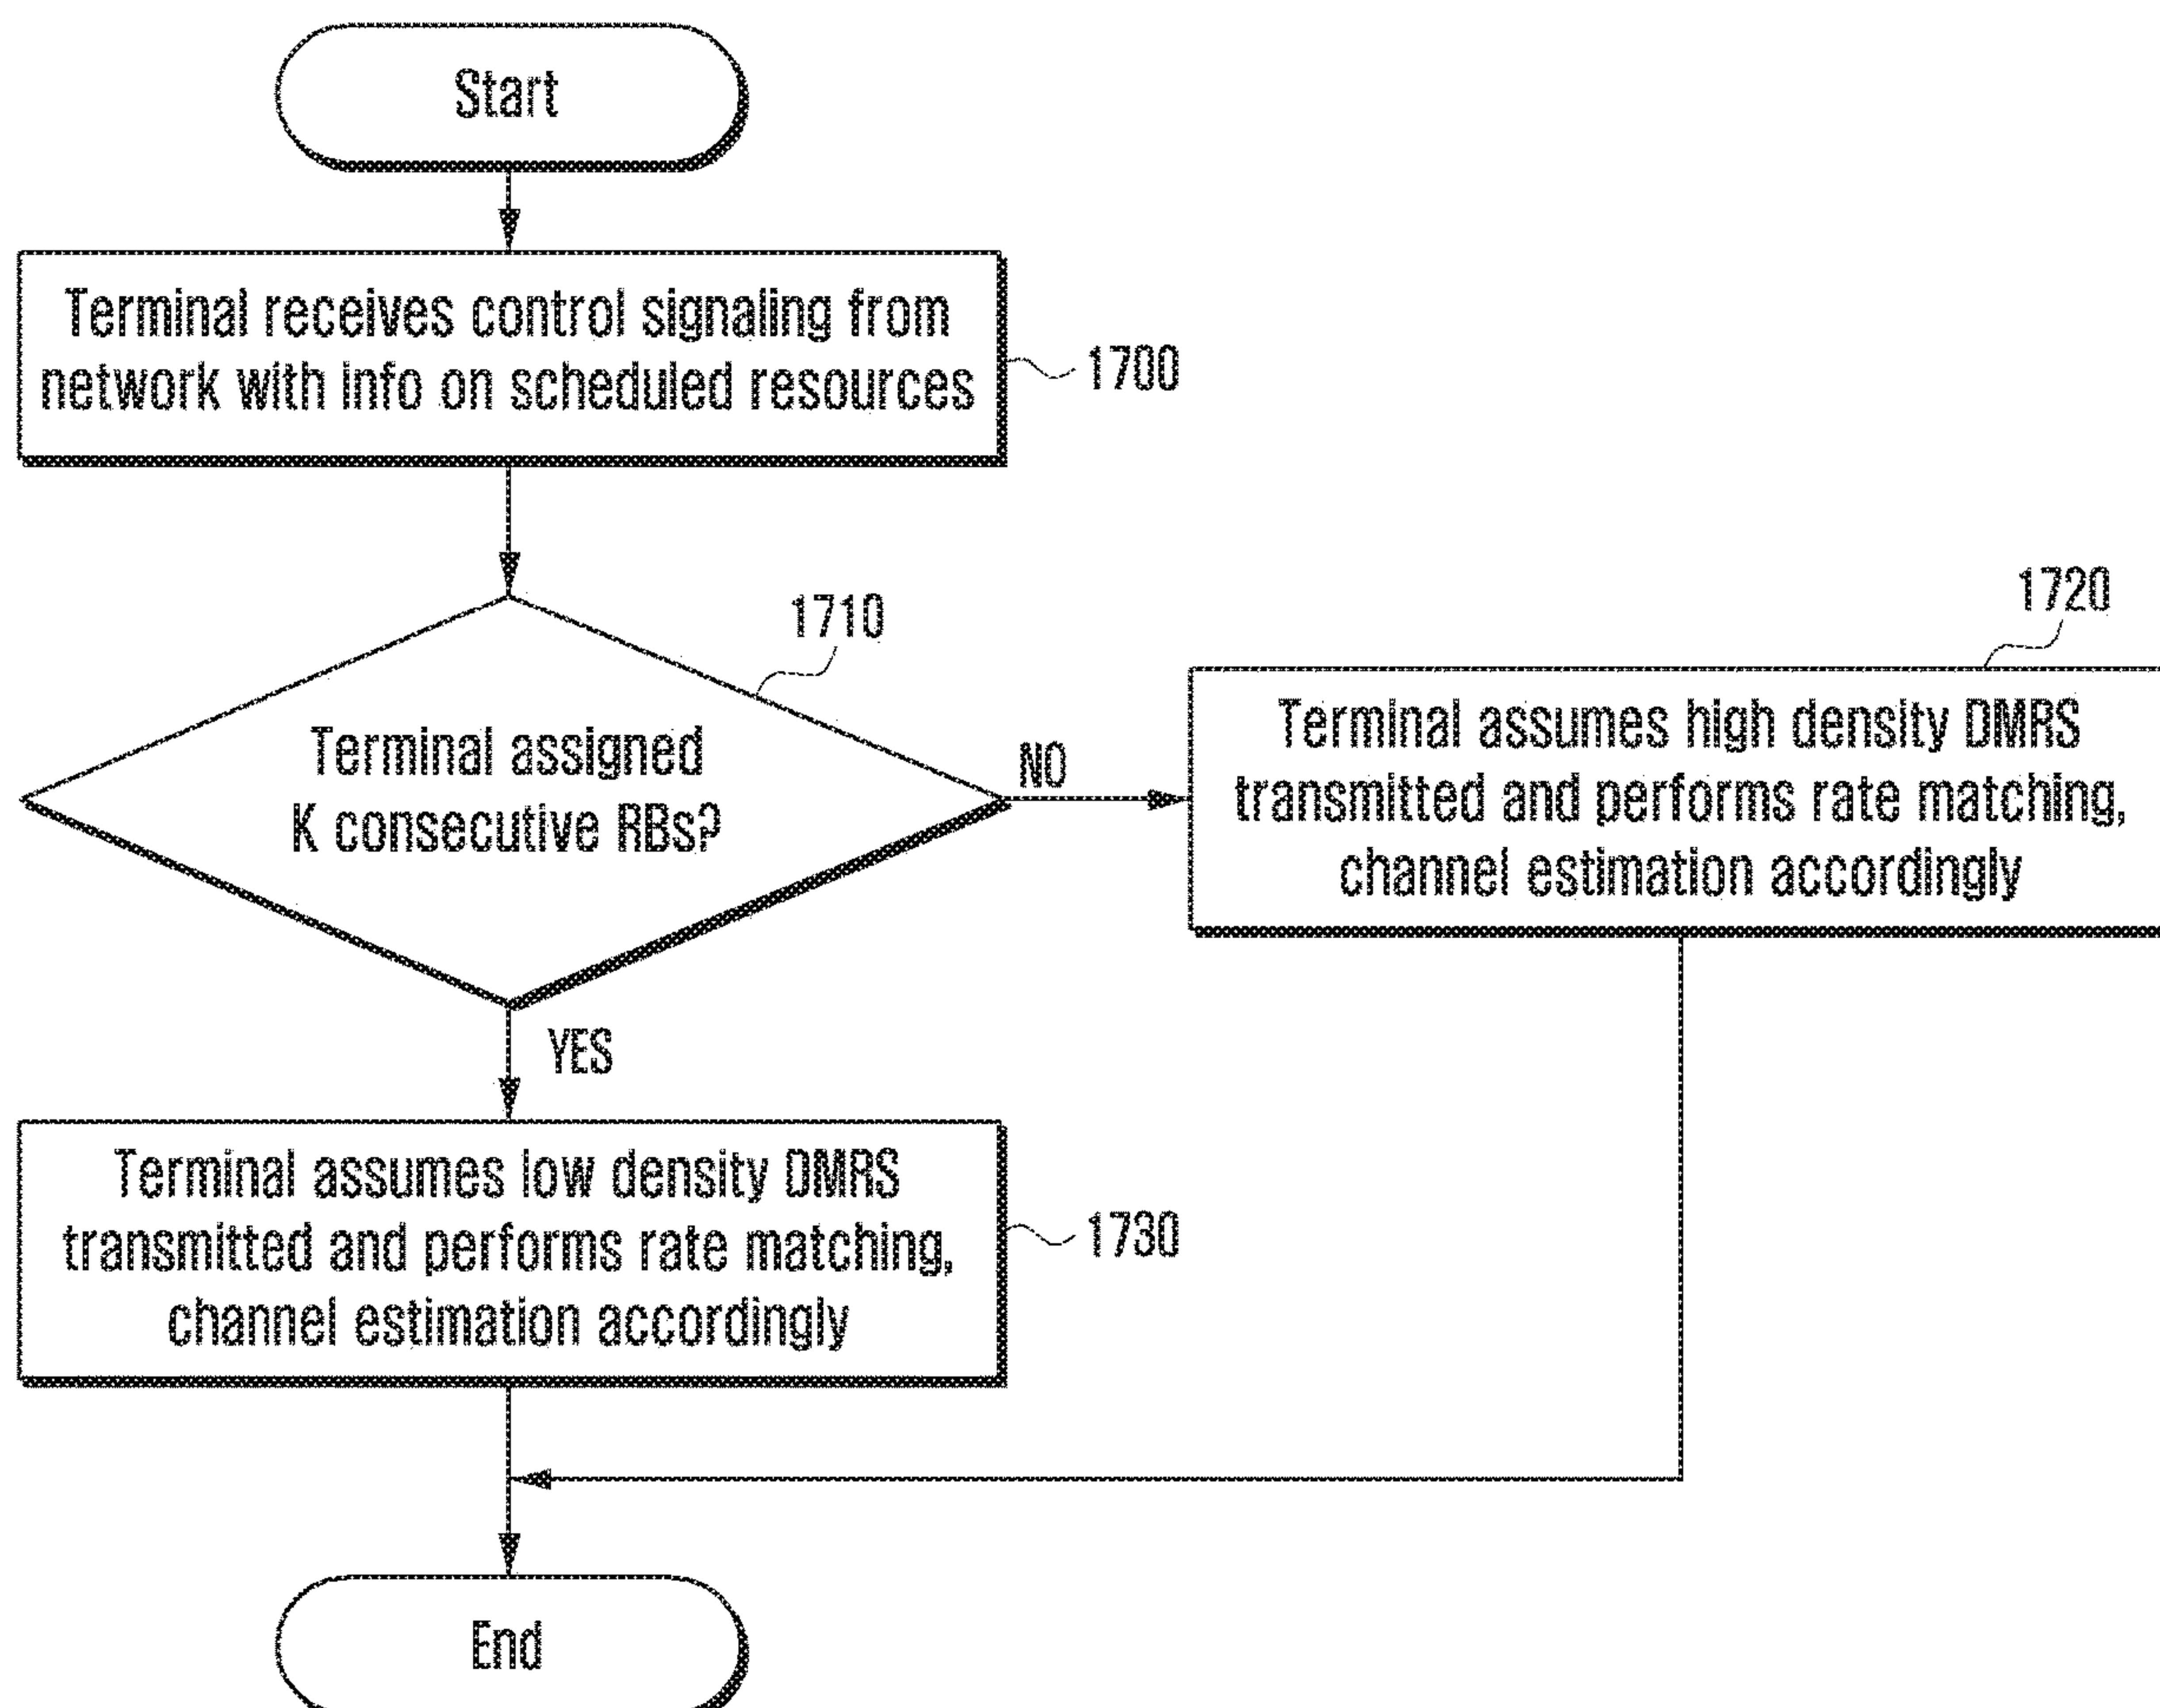 Start
Terminal receives control signaling from
network with info on scheduled resources
1700
1710
Terminal assigned
K consecutive RBs?
NO
1720
Terminal assumes high density DMRS
transmitted and performs rate matching,
channel estimation accordingly
YES
Terminal assumes low density DMRS
transmitted and performs rate matching,
channel estimation accordingly
1730
End